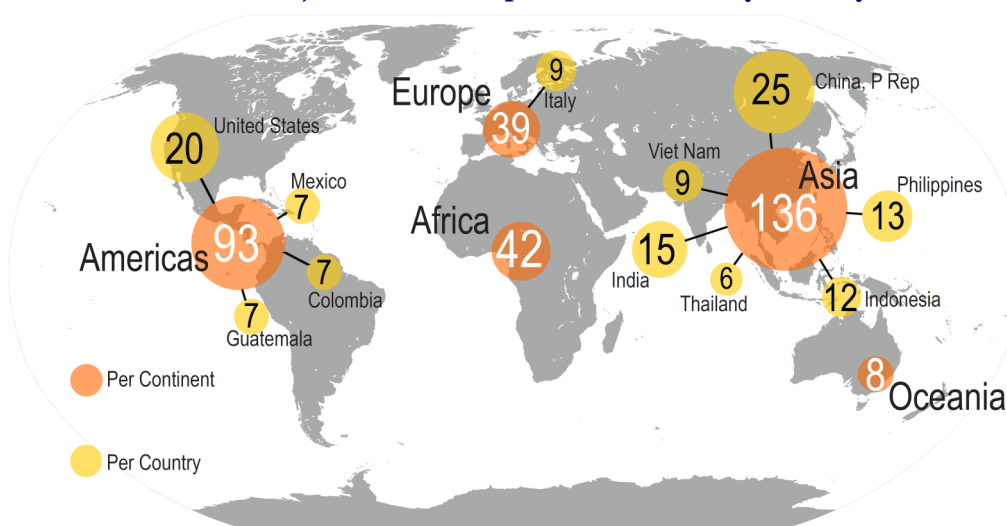 Europe
9
Italy
39
25
China, P Rep
United States
20
Viet Nam
9
Asia
136
Philippines
13
Mexico
7
Africa
42
Americas
93
15
India
7
Colombia
6
Thailand
12
Indonesia
7
Guatemala
8
Oceania
Per Continent
Per Country